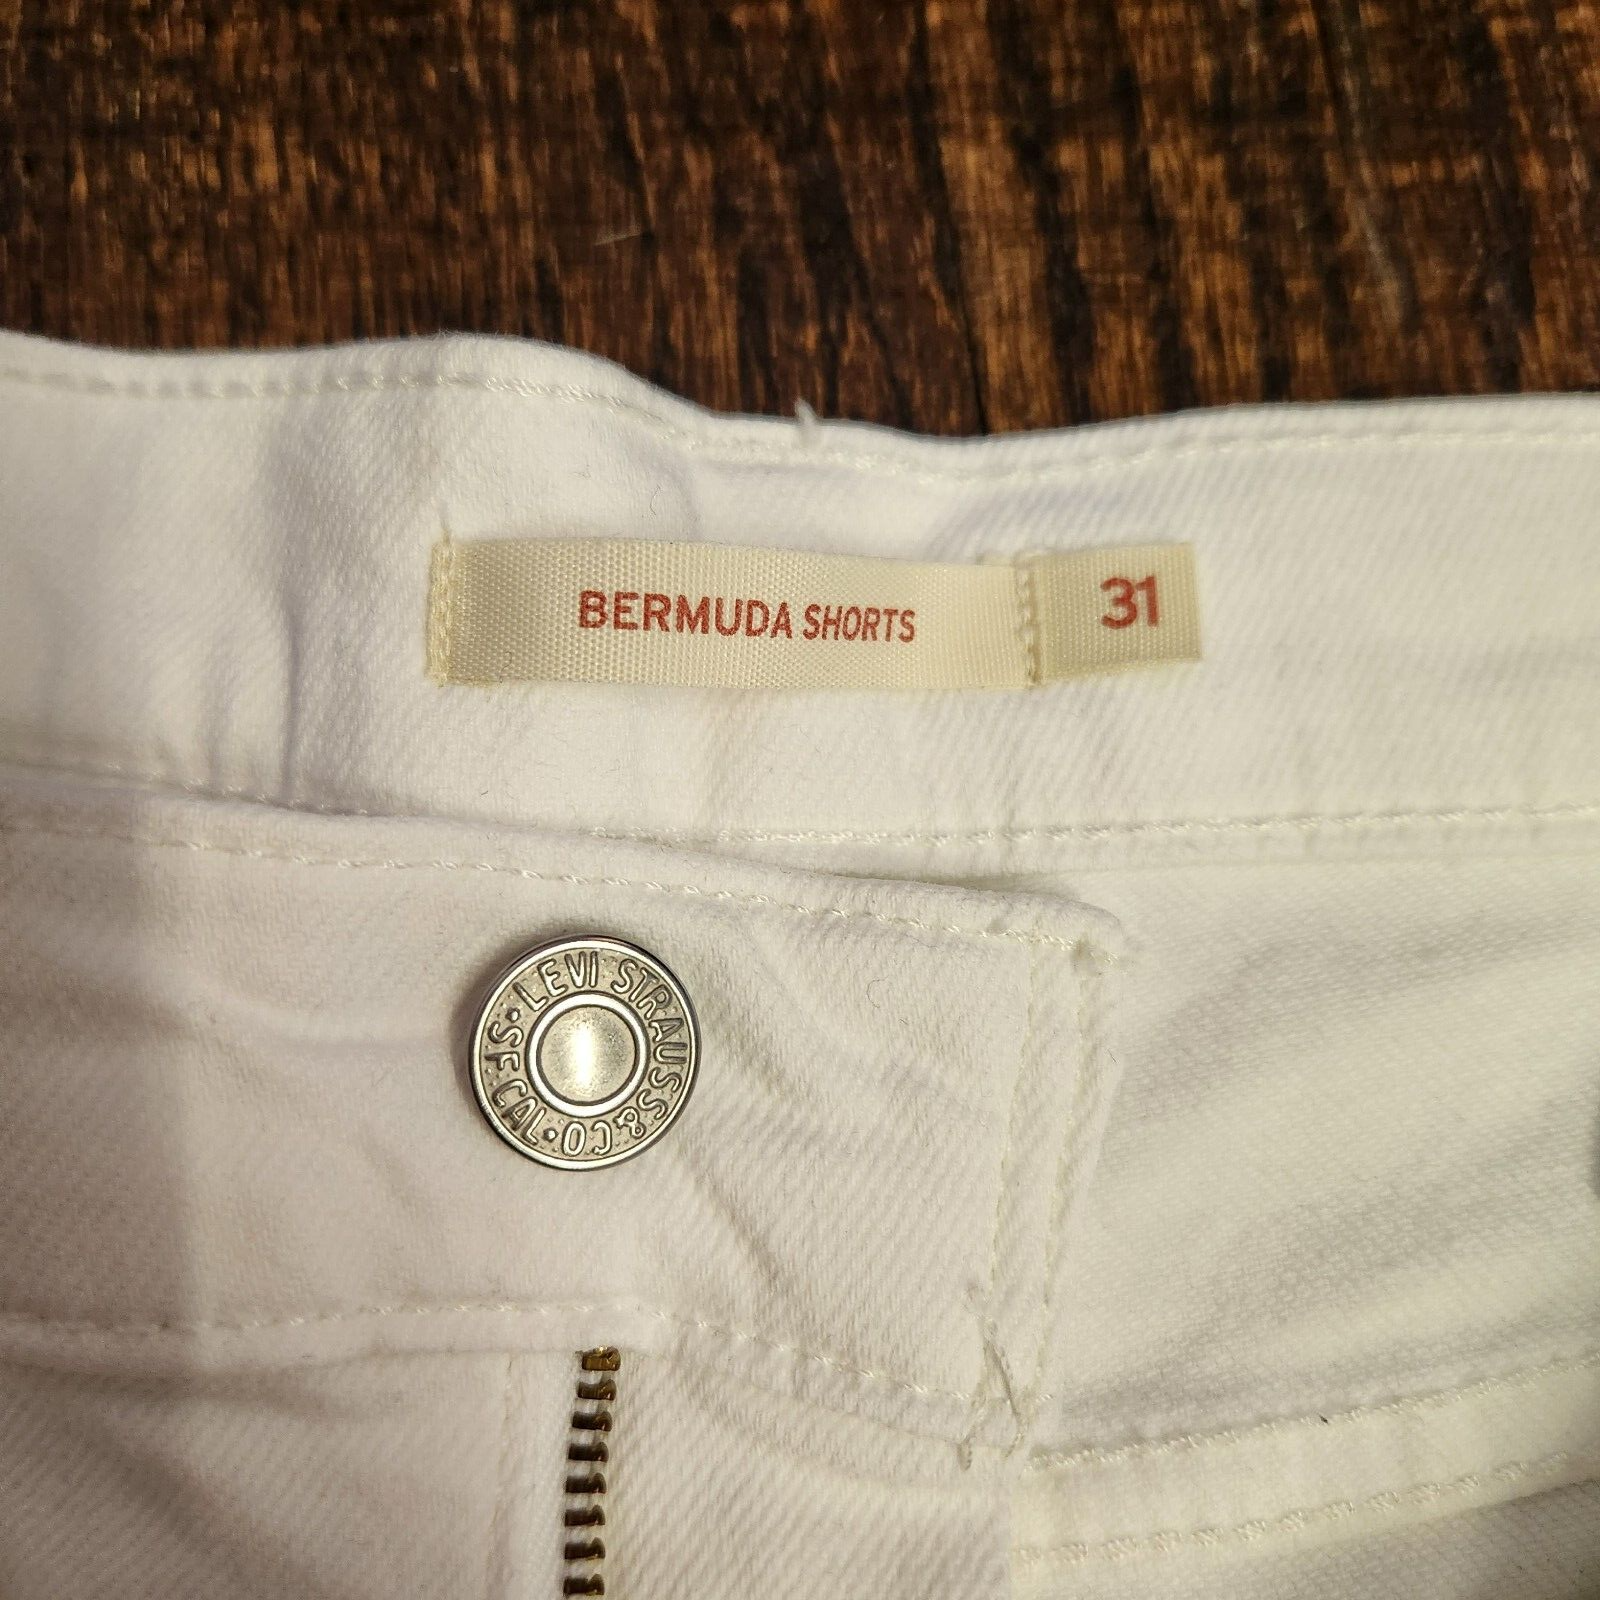 BERMUDA SHORTS 31
LEVI STRAUSS & CO. · S.F. CAL ·